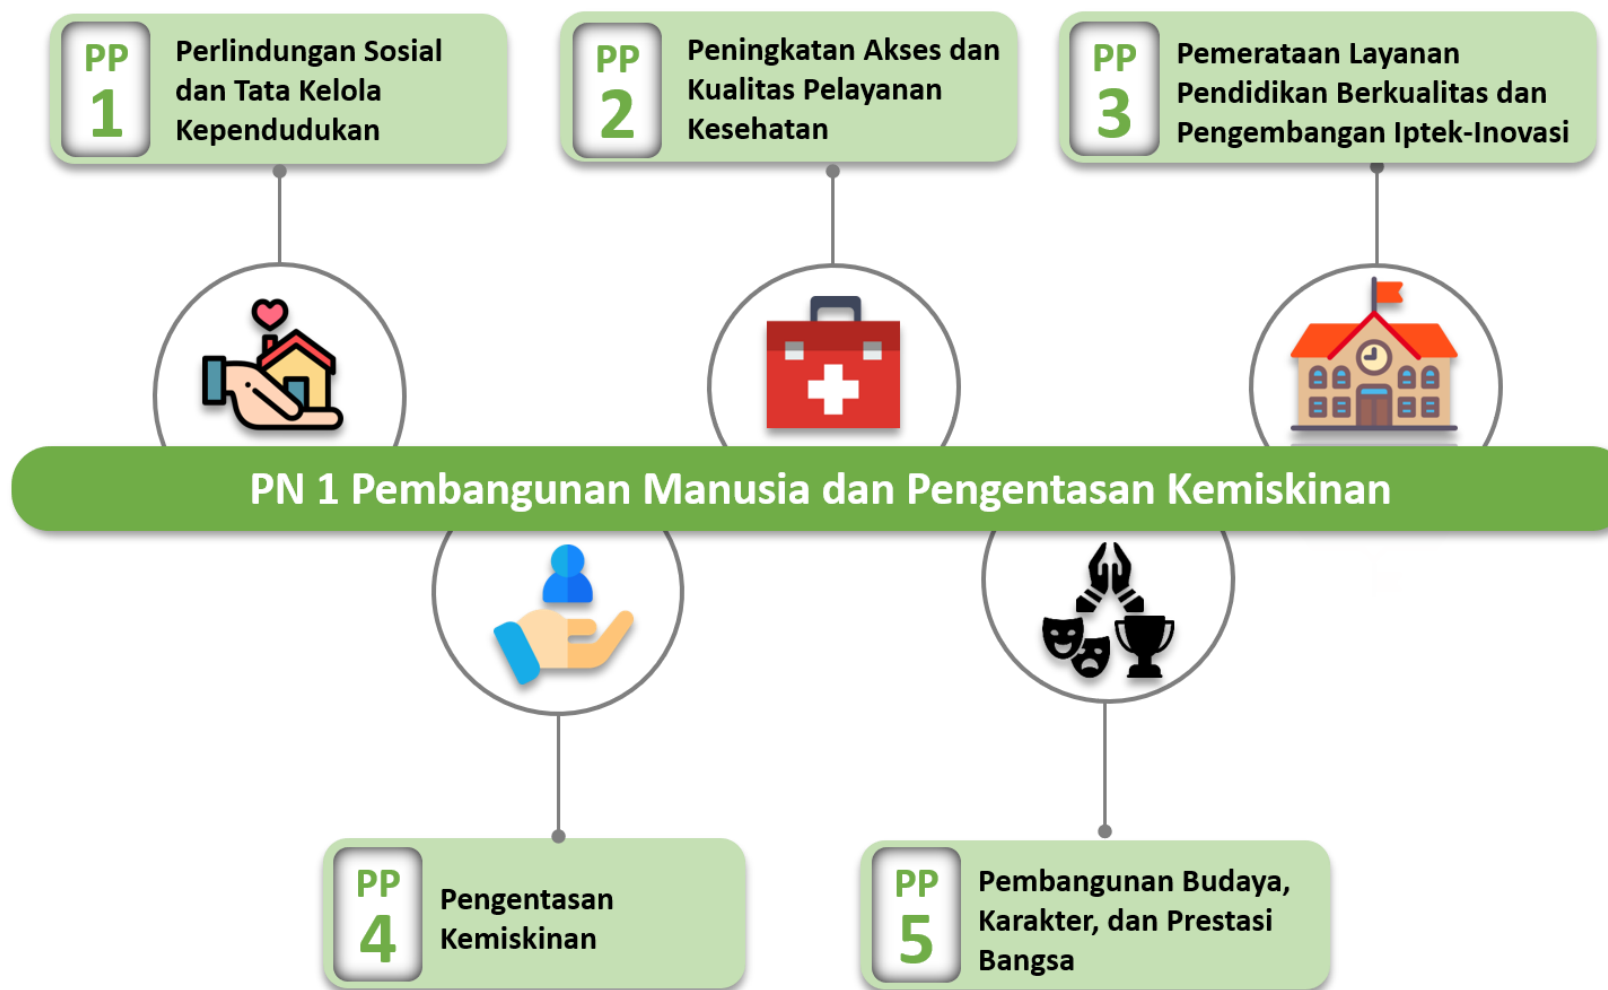 PP
1
Perlindungan Sosial
dan Tata Kelola
Kependudukan
PP
2
Peningkatan Akses dan
Kualitas Pelayanan
Kesehatan
PP
3
Pemerataan Layanan
Pendidikan Berkualitas dan
Pengembangan Iptek-Inovasi
PN 1 Pembangunan Manusia dan Pengentasan Kemiskinan
PP
4
Pengentasan
Kemiskinan
PP
5
Pembangunan Budaya,
Karakter, dan Prestasi
Bangsa